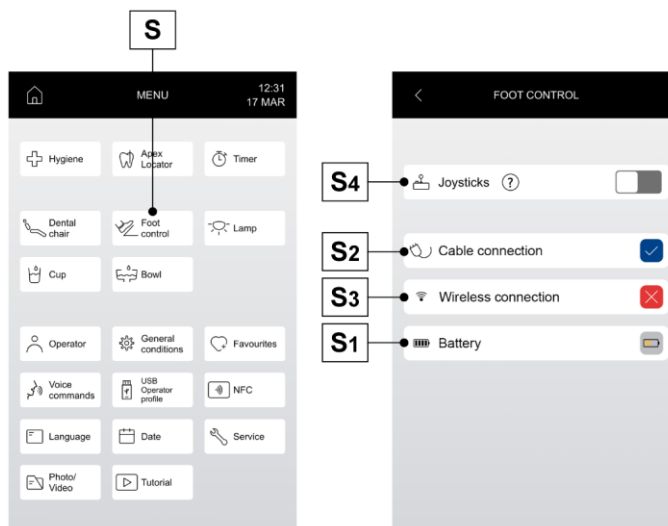 S
MENU
12:31
17 MAR
Hygiene
Apex
Locator
Timer
Dental
chair
Foot
control
Lamp
Cup
Bowl
Operator
General
conditions
Favourites
Voice
commands
USB
Operator
profile
NFC
Language
Date
Service
Photo/
Video
Tutorial
FOOT CONTROL
S4
Joysticks ?
S2
Cable connection
S3
Wireless connection
S1
Battery